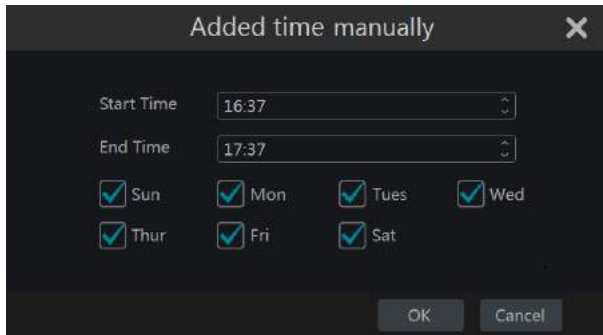 Added time manually
Start Time 16:37
End Time 17:37
Sun Mon Tues Wed
Thur Fri Sat
OK Cancel